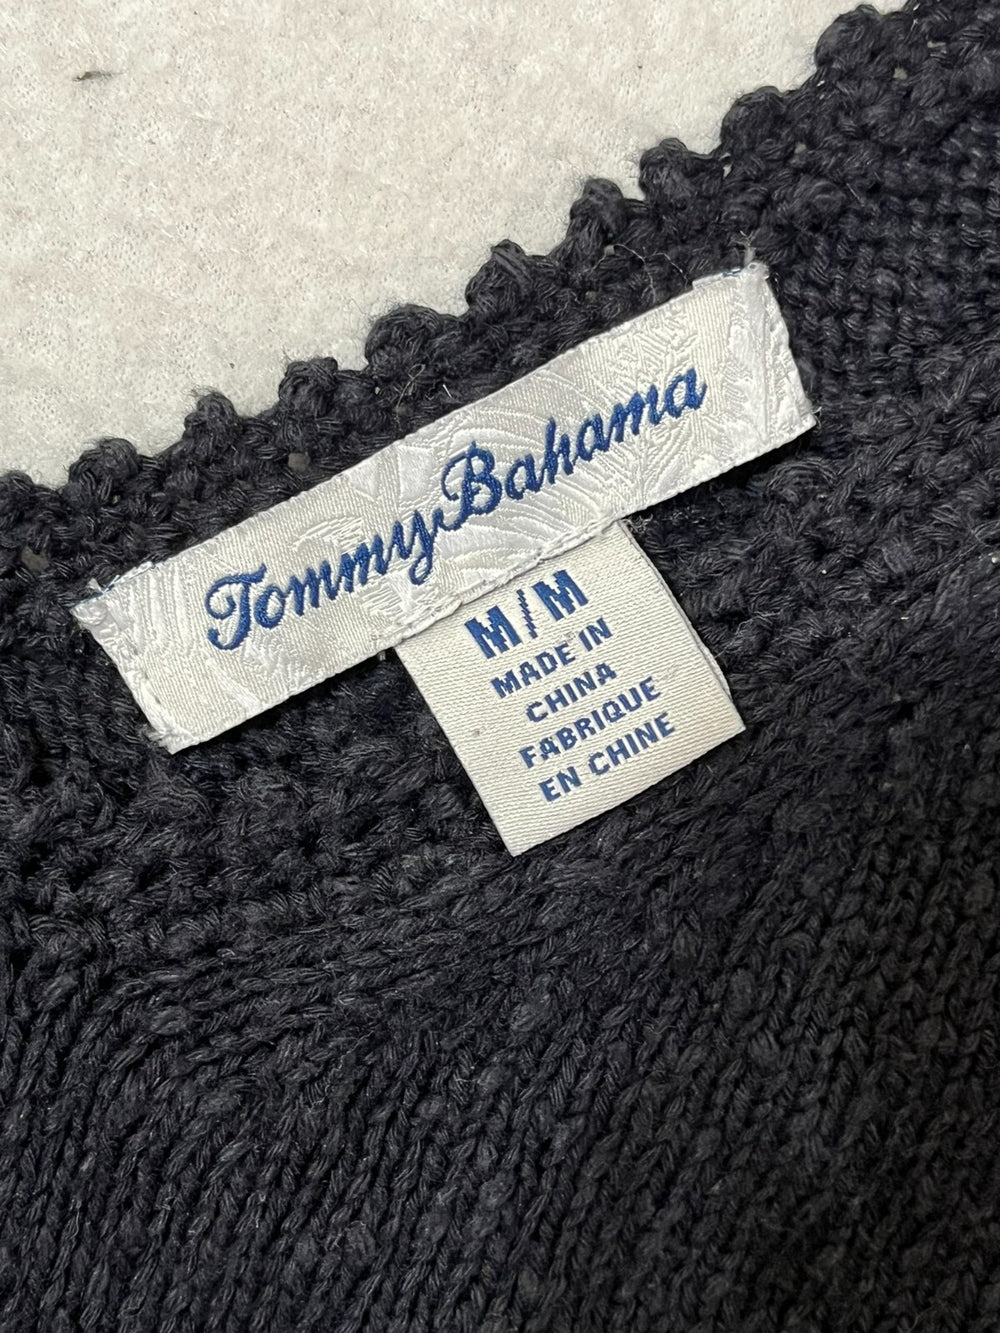 Tommy Bahama
M/M
MADE IN
CHINA
FABRIQUE
EN CHINE